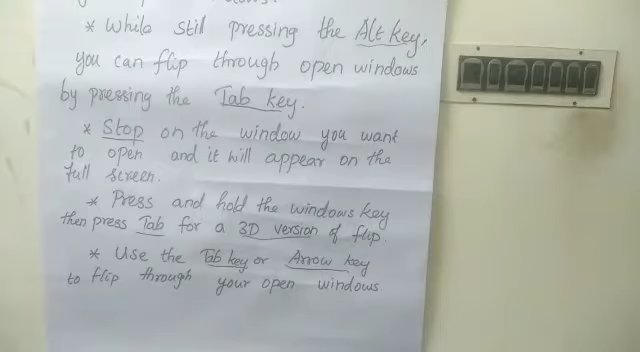 * While still pressing the Alt key,
you can flip through open windows
by pressing the Tab key.
* Stop on the window you want
to open and it will appear on the
full screen.
* Press and hold the windows key
then press Tab for a 3D version of flip.
* Use the Tab key or Arrow key
to flip through your open windows.